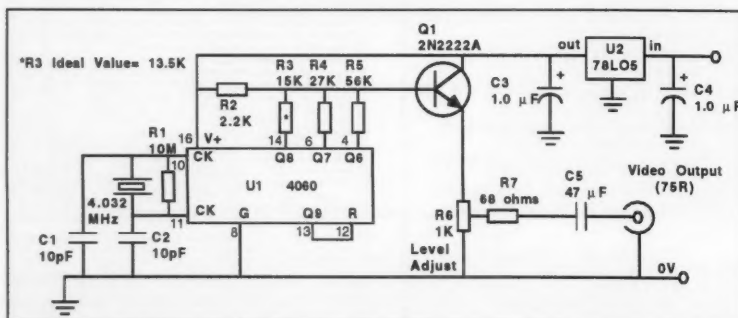 *R3 Ideal Value= 13.5K
R3 R4 R5
15K 27K 56K
R2
2.2K
*
Q1
2N2222A
out U2 in
78LO5
+
C3
1.0 µF
+
C4
1.0 µF
R1
10M
16 V+
14 6 4
CK Q8 Q7 Q6
10
U1 4060
4.032
MHz
11 CK G Q9 R
8 13 12
C1
10pF
C2
10pF
R6
1K
Level
Adjust
R7
68 ohms
C5
47 µF
Video Output
(75R)
0V